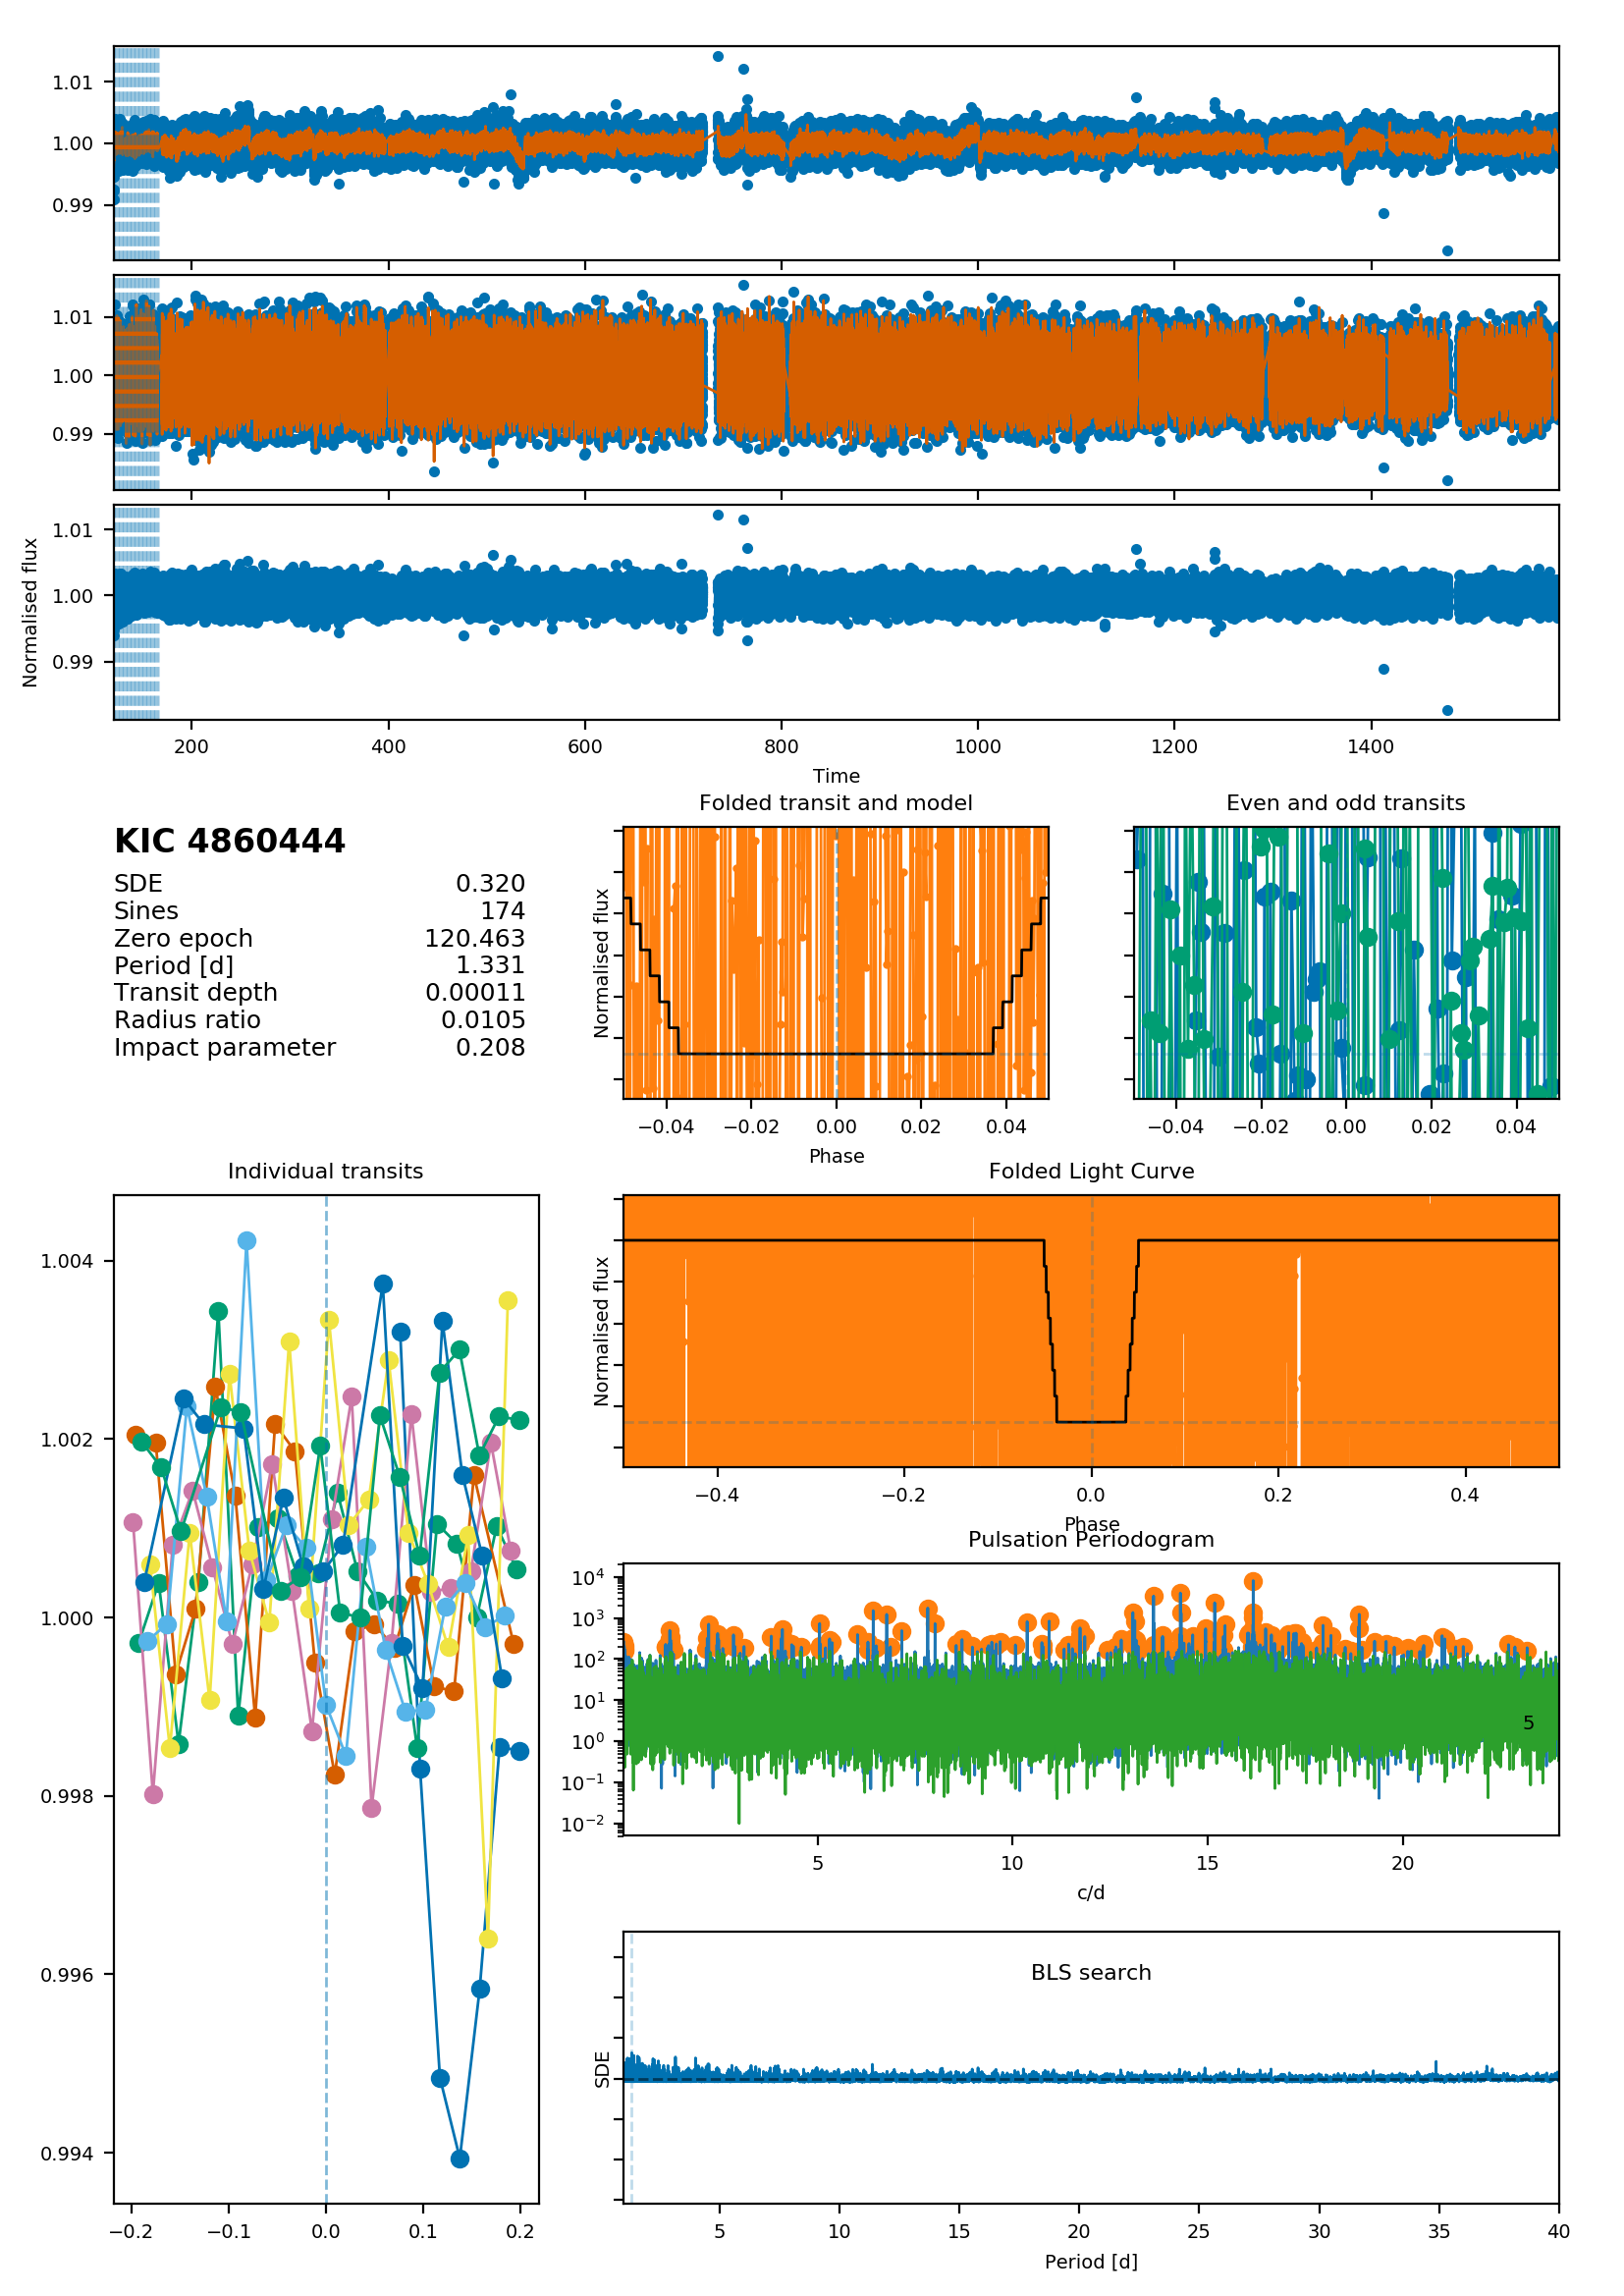 1.01
1.00
0.99
1.01
1.00
0.99
1.01
1.00
0.99
Normalised flux
200 400 600 800 1000 1200 1400
Time
KIC 4860444
SDE 0.320
Sines 174
Zero epoch 120.463
Period [d] 1.331
Transit depth 0.00011
Radius ratio 0.0105
Impact parameter 0.208
Folded transit and model
Normalised flux
−0.04 −0.02 0.00 0.02 0.04
Phase
Even and odd transits
−0.04 −0.02 0.00 0.02 0.04
Individual transits
1.004
1.002
1.000
0.998
0.996
0.994
−0.2 −0.1 0.0 0.1 0.2
Folded Light Curve
Normalised flux
−0.4 −0.2 0.0 0.2 0.4
Phase
Pulsation Periodogram
10⁴
10³
10²
10¹
10⁰
10⁻¹
10⁻²
5
5 10 15 20
c/d
BLS search
SDE
5 10 15 20 25 30 35 40
Period [d]